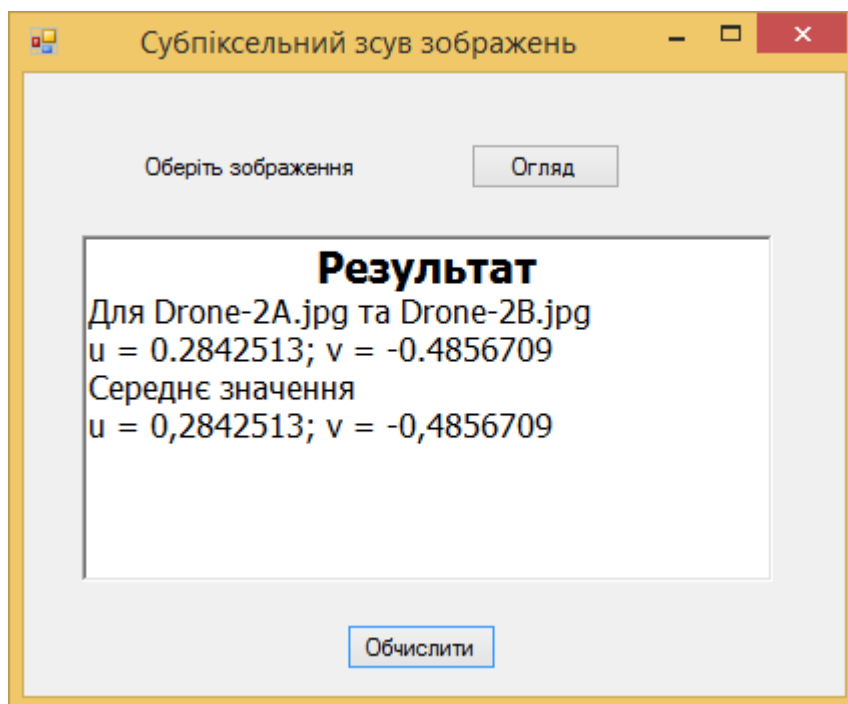 Субпіксельний зсув зображень
Оберіть зображення Огляд
Результат
Для Drone-2A.jpg та Drone-2B.jpg
u = 0.2842513; v = -0.4856709
Середнє значення
u = 0,2842513; v = -0,4856709
Обчислити